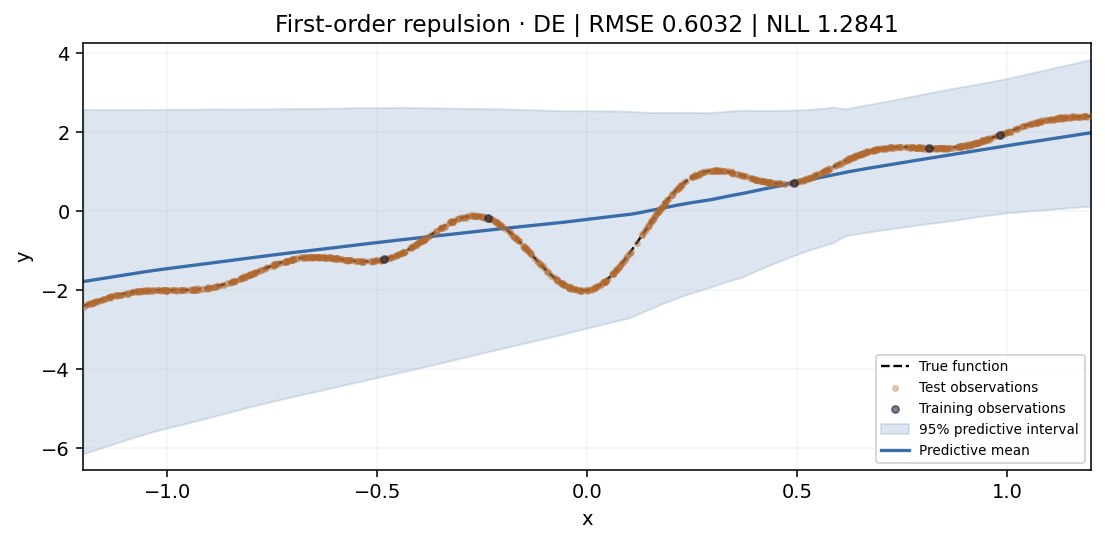 First-order repulsion · DE | RMSE 0.6032 | NLL 1.2841
4
2
0
−2
−4
−6
y
−1.0
−0.5
0.0
0.5
1.0
x
True function
Test observations
Training observations
95% predictive interval
Predictive mean